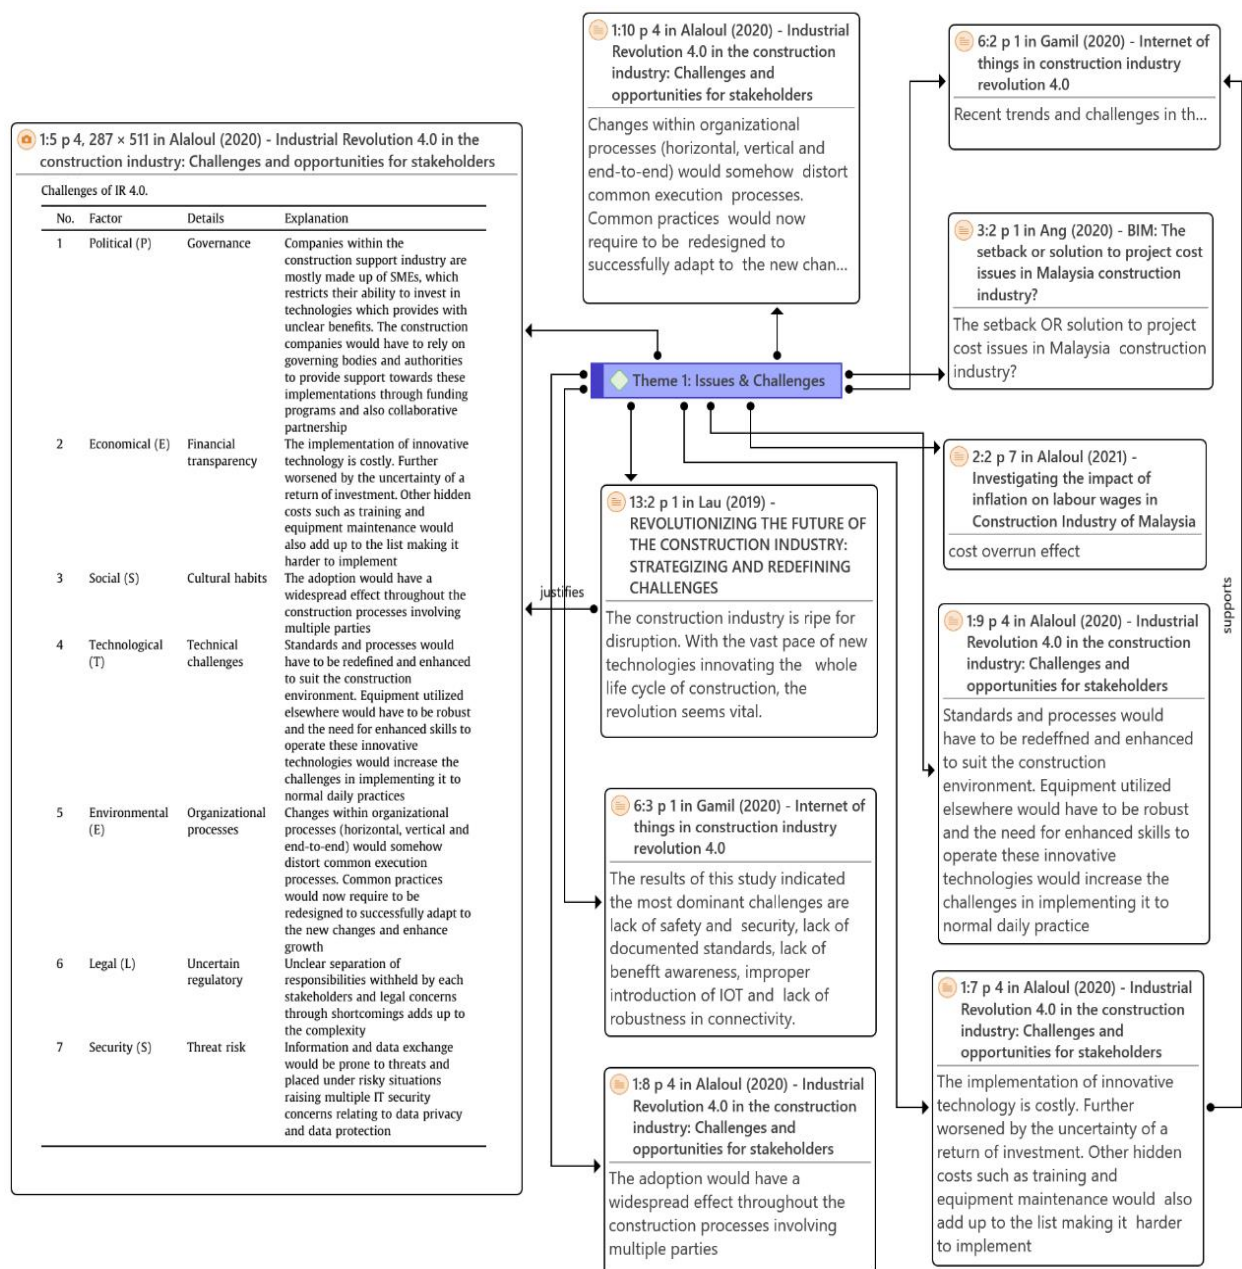 1:10 p 4 in Alaloul (2020) - Industrial
Revolution 4.0 in the construction
industry: Challenges and
opportunities for stakeholders
Changes within organizational
processes (horizontal, vertical and
end-to-end) would somehow distort
common execution processes.
Common practices would now
require to be redesigned to
successfully adapt to the new chan...
6:2 p 1 in Gamil (2020) - Internet of
things in construction industry
revolution 4.0
Recent trends and challenges in th...
1:5 p 4, 287 × 511 in Alaloul (2020) - Industrial Revolution 4.0 in the
construction industry: Challenges and opportunities for stakeholders
Challenges of IR 4.0.
No. Factor Details Explanation
1 Political (P) Governance Companies within the
construction support industry are
mostly made up of SMEs, which
restricts their ability to invest in
technologies which provides with
unclear benefits. The construction
companies would have to rely on
governing bodies and authorities
to provide support towards these
implementations through funding
programs and also collaborative
partnership
2 Economical (E) Financial The implementation of innovative
transparency technology is costly. Further
worsened by the uncertainty of a
return of investment. Other hidden
costs such as training and
equipment maintenance would
also add up to the list making it
harder to implement
3 Social (S) Cultural habits The adoption would have a
widespread effect throughout the
construction processes involving
multiple parties
4 Technological Technical Standards and processes would
(T) challenges have to be redefined and enhanced
to suit the construction
environment. Equipment utilized
elsewhere would have to be robust
and the need for enhanced skills to
operate these innovative
technologies would increase the
challenges in implementing it to
normal daily practices
5 Environmental Organizational Changes within organizational
(E) processes processes (horizontal, vertical and
end-to-end) would somehow
distort common execution
processes. Common practices
would now require to be
redesigned to successfully adapt to
the new changes and enhance
growth
6 Legal (L) Uncertain Unclear separation of
regulatory responsibilities withheld by each
stakeholders and legal concerns
through shortcomings adds up to
the complexity
7 Security (S) Threat risk Information and data exchange
would be prone to threats and
placed under risky situations
raising multiple IT security
concerns relating to data privacy
and data protection
3:2 p 1 in Ang (2020) - BIM: The
setback or solution to project cost
issues in Malaysia construction
industry?
The setback OR solution to project
cost issues in Malaysia construction
industry?
Theme 1: Issues & Challenges
2:2 p 7 in Alaloul (2021) -
Investigating the impact of
inflation on labour wages in
Construction Industry of Malaysia
cost overrun effect
13:2 p 1 in Lau (2019) -
REVOLUTIONIZING THE FUTURE OF
THE CONSTRUCTION INDUSTRY:
STRATEGIZING AND REDEFINING
CHALLENGES
The construction industry is ripe for
disruption. With the vast pace of new
technologies innovating the whole
life cycle of construction, the
revolution seems vital.
justifies
supports
1:9 p 4 in Alaloul (2020) - Industrial
Revolution 4.0 in the construction
industry: Challenges and
opportunities for stakeholders
Standards and processes would
have to be redeffned and enhanced
to suit the construction
environment. Equipment utilized
elsewhere would have to be robust
and the need for enhanced skills to
operate these innovative
technologies would increase the
challenges in implementing it to
normal daily practice
6:3 p 1 in Gamil (2020) - Internet of
things in construction industry
revolution 4.0
The results of this study indicated
the most dominant challenges are
lack of safety and security, lack of
documented standards, lack of
benefft awareness, improper
introduction of IOT and lack of
robustness in connectivity.
1:7 p 4 in Alaloul (2020) - Industrial
Revolution 4.0 in the construction
industry: Challenges and
opportunities for stakeholders
The implementation of innovative
technology is costly. Further
worsened by the uncertainty of a
return of investment. Other hidden
costs such as training and
equipment maintenance would also
add up to the list making it harder
to implement
1:8 p 4 in Alaloul (2020) - Industrial
Revolution 4.0 in the construction
industry: Challenges and
opportunities for stakeholders
The adoption would have a
widespread effect throughout the
construction processes involving
multiple parties